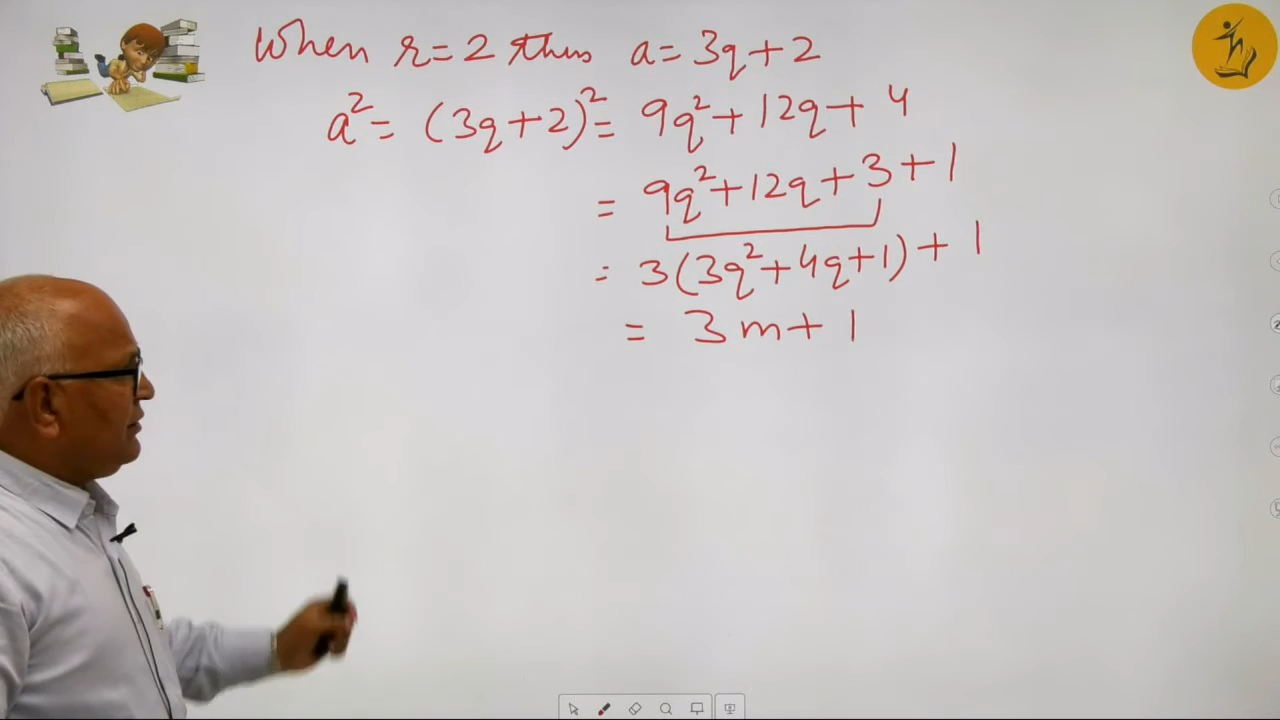 When r=2 thus a=3q+2
a²= (3q+2)²= 9q²+12q+4
= 9q²+12q+3+1
= 3(3q²+4q+1)+1
= 3m+1